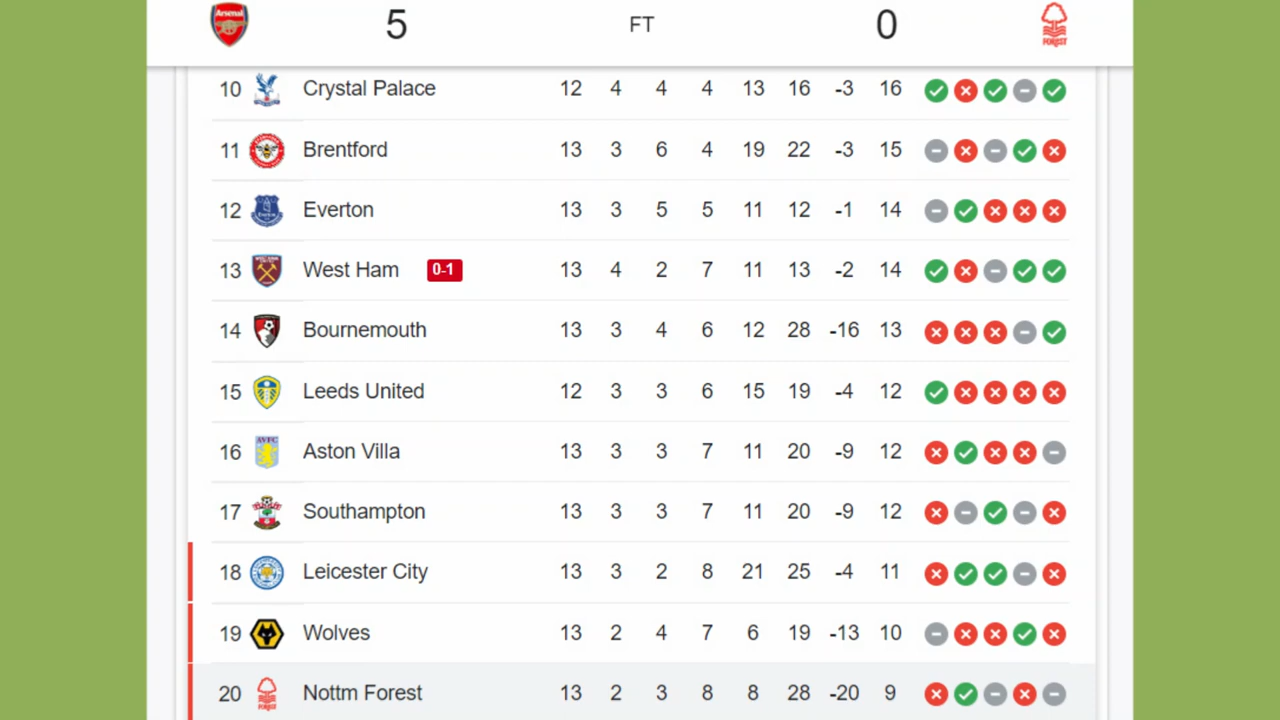 Arsenal 5 FT 0 FOREST
10 Crystal Palace 12 4 4 4 13 16 -3 16
11 Brentford 13 3 6 4 19 22 -3 15
12 Everton 13 3 5 5 11 12 -1 14
13 West Ham 0-1 13 4 2 7 11 13 -2 14
14 Bournemouth 13 3 4 6 12 28 -16 13
15 Leeds United 12 3 3 6 15 19 -4 12
16 AVFC Aston Villa 13 3 3 7 11 20 -9 12
17 Southampton 13 3 3 7 11 20 -9 12
18 Leicester City 13 3 2 8 21 25 -4 11
19 Wolves 13 2 4 7 6 19 -13 10
20 FOREST Nottm Forest 13 2 3 8 8 28 -20 9